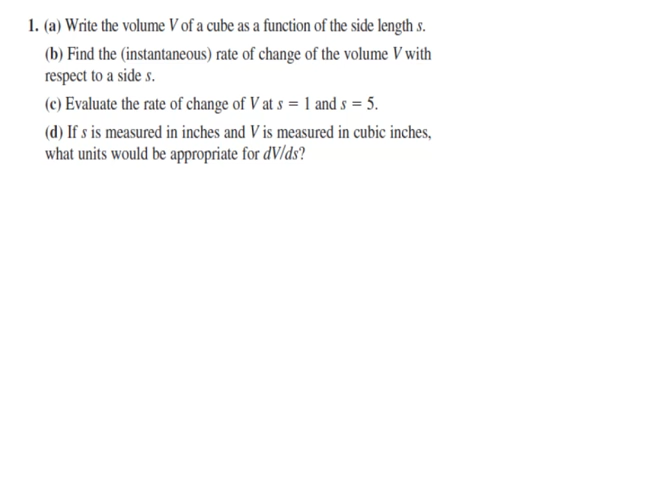 1. (a) Write the volume V of a cube as a function of the side length s.
(b) Find the (instantaneous) rate of change of the volume V with
respect to a side s.
(c) Evaluate the rate of change of V at s = 1 and s = 5.
(d) If s is measured in inches and V is measured in cubic inches,
what units would be appropriate for dV/ds?